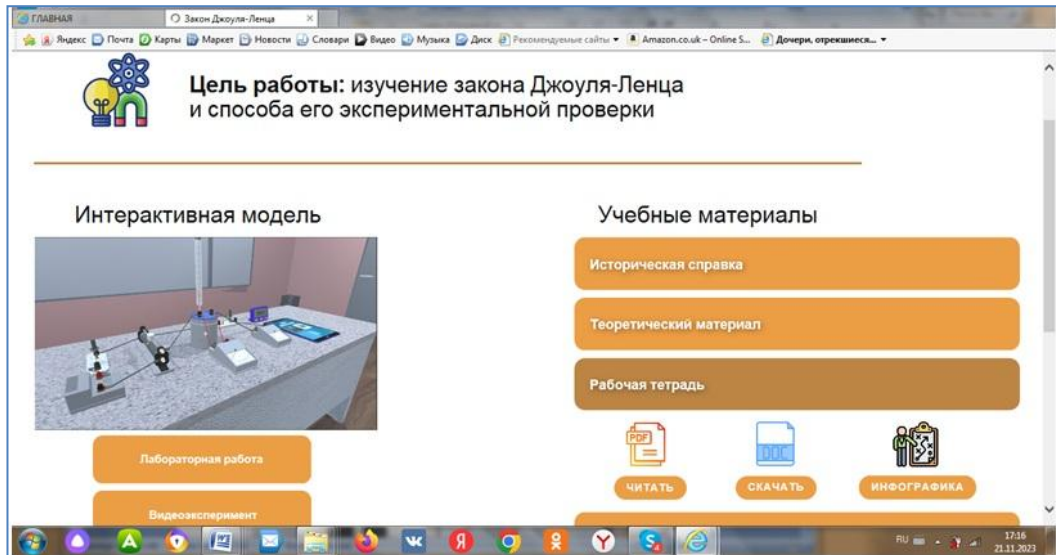 ГЛАВНАЯ
Закон Джоуля-Ленца
Яндекс Почта Карты Маркет Новости Словари Видео Музыка Диск Рекомендуемые сайты Amazon.co.uk – Online S... Дочери, отрекшиеся...
Цель работы: изучение закона Джоуля-Ленца
и способа его экспериментальной проверки
Интерактивная модель
Учебные материалы
Историческая справка
Теоретический материал
Рабочая тетрадь
PDF
DOC
ЧИТАТЬ
СКАЧАТЬ
ИНФОГРАФИКА
Лабораторная работа
Видеоэксперимент
RU
17:16
21.11.2023